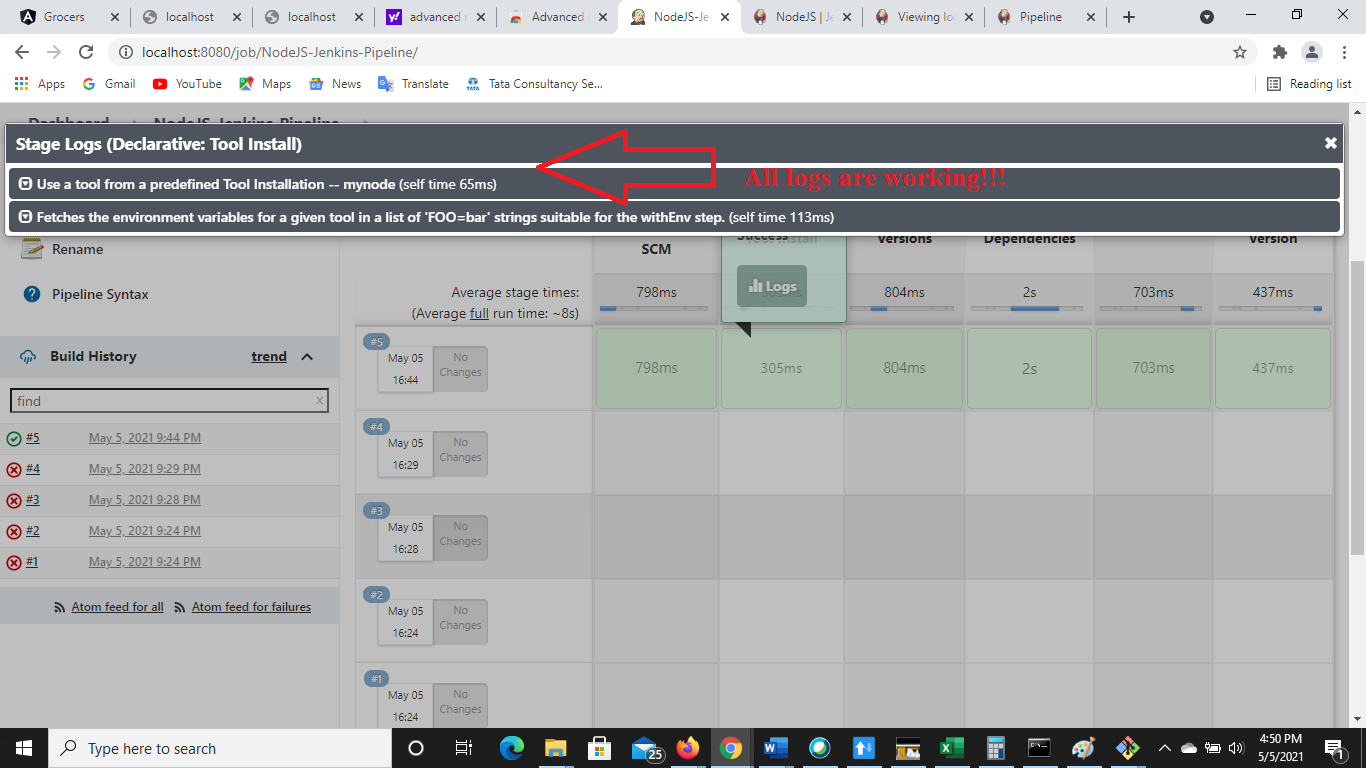 Grocers
localhost
localhost
advanced
Advanced
NodeJS-Je
NodeJS | Je
Viewing lo
Pipeline
localhost:8080/job/NodeJS-Jenkins-Pipeline/
Apps
Gmail
YouTube
Maps
News
Translate
Tata Consultancy Se...
Reading list
Dashboard
NodeJS-Jenkins-Pipeline
Stage Logs (Declarative: Tool Install)
Use a tool from a predefined Tool Installation -- mynode (self time 65ms)
All logs are working!!!
Fetches the environment variables for a given tool in a list of 'FOO=bar' strings suitable for the withEnv step. (self time 113ms)
Rename
Pipeline Syntax
SCM
Success
Tool Install
Versions
Dependencies
Version
Logs
Average stage times:
(Average full run time: ~8s)
798ms
804ms
2s
703ms
437ms
Build History
trend
find
x
#5
May 5, 2021 9:44 PM
#4
May 5, 2021 9:29 PM
#3
May 5, 2021 9:28 PM
#2
May 5, 2021 9:24 PM
#1
May 5, 2021 9:24 PM
Atom feed for all
Atom feed for failures
#5
May 05
16:44
No
Changes
798ms
305ms
804ms
2s
703ms
437ms
#4
May 05
16:29
No
Changes
#3
May 05
16:28
No
Changes
#2
May 05
16:24
No
Changes
#1
May 05
16:24
No
Changes
Type here to search
25
4:50 PM
5/5/2021
1